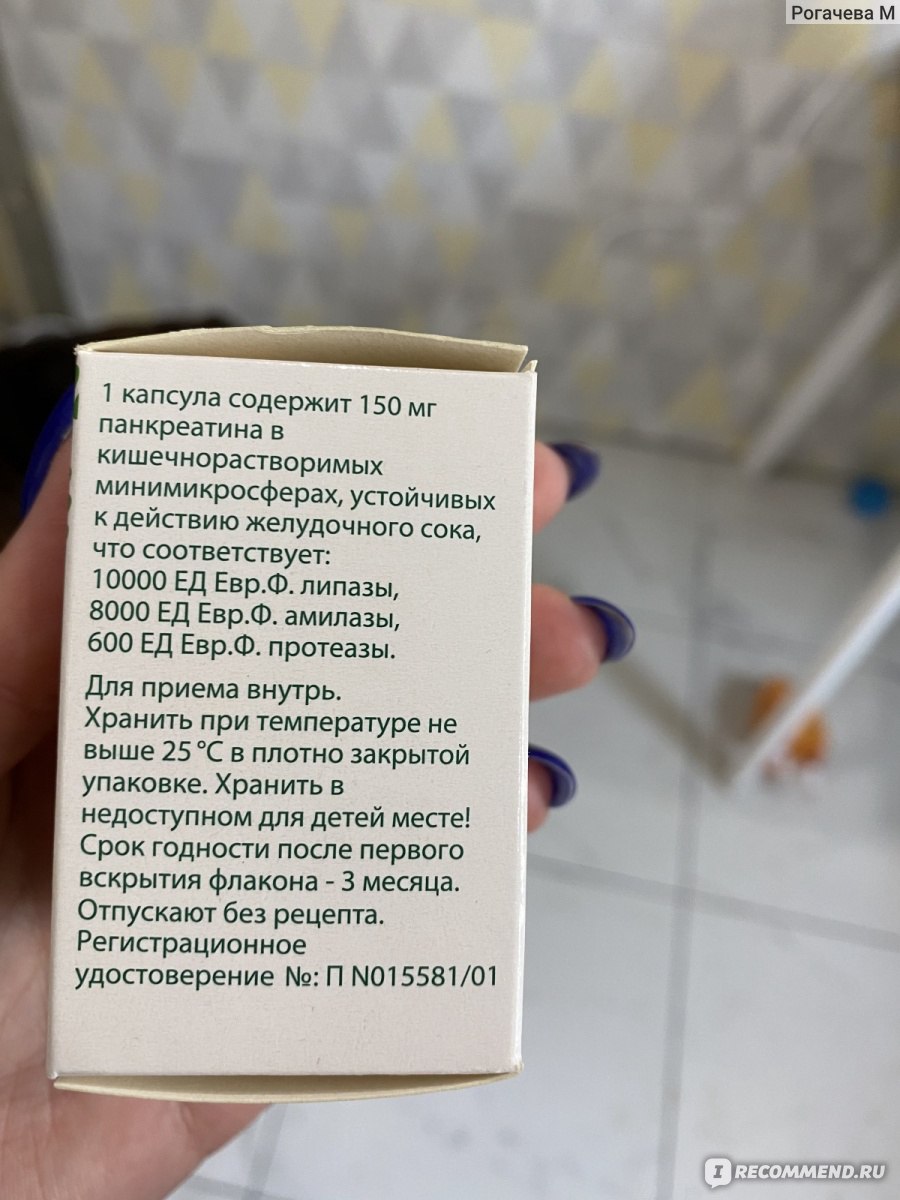 Рогачева М
1 капсула содержит 150 мг
панкреатина в
кишечнорастворимых
минимикросферах, устойчивых
к действию желудочного сока,
что соответствует:
10000 ЕД Евр.Ф. липазы,
8000 ЕД Евр.Ф. амилазы,
600 ЕД Евр.Ф. протеазы.
Для приема внутрь.
Хранить при температуре не
выше 25 °С в плотно закрытой
упаковке. Хранить в
недоступном для детей месте!
Срок годности после первого
вскрытия флакона - 3 месяца.
Отпускают без рецепта.
Регистрационное
удостоверение №: П N015581/01
IRECOMMEND.RU